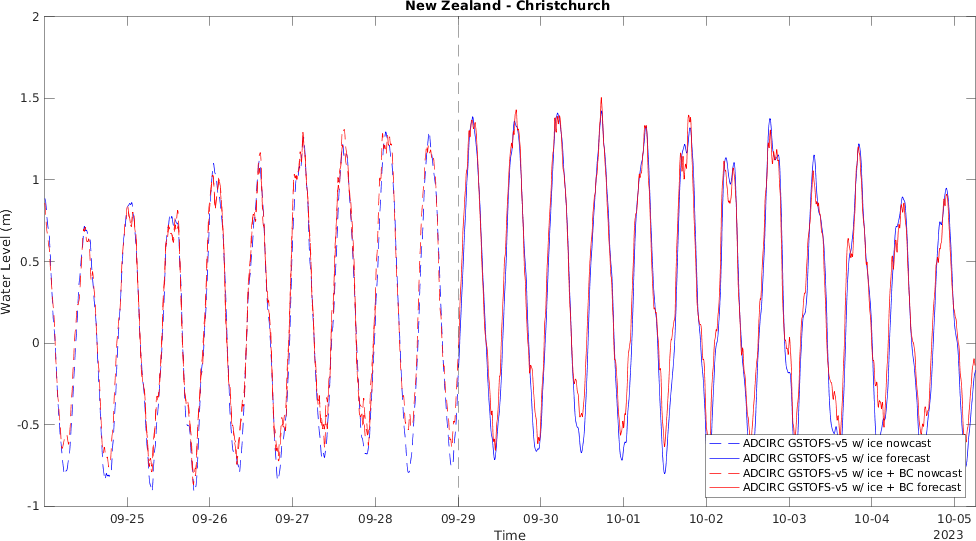 New Zealand - Christchurch
2
1.5
1
0.5
0
-0.5
-1
Water Level (m)
ADCIRC GSTOFS-v5 w/ ice nowcast
ADCIRC GSTOFS-v5 w/ ice forecast
ADCIRC GSTOFS-v5 w/ ice + BC nowcast
ADCIRC GSTOFS-v5 w/ ice + BC forecast
09-25 09-26 09-27 09-28 09-29 09-30 10-01 10-02 10-03 10-04 10-05
Time
2023